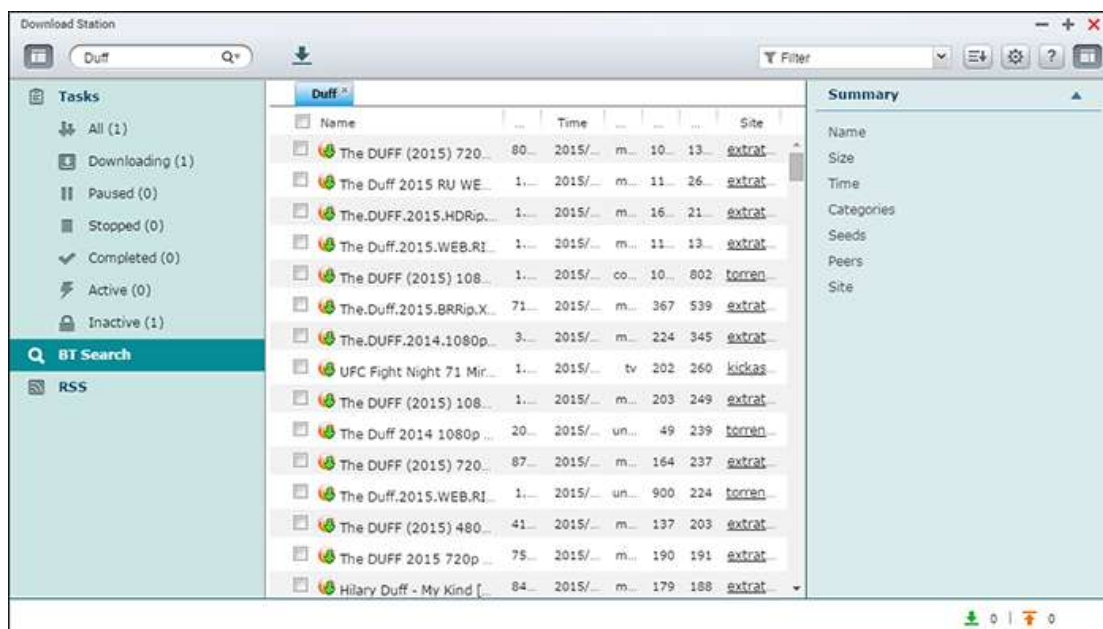 Download Station
Duff
Filter
Tasks
All (1)
Downloading (1)
Paused (0)
Stopped (0)
Completed (0)
Active (0)
Inactive (1)
BT Search
RSS
Duff
Name ... Time ... ... ... Site
The DUFF (2015) 720... 80... 2015/... m... 10... 13... extrat...
The Duff 2015 RU WE... 1.... 2015/... m... 11... 26... extrat...
The.DUFF.2015.HDRip.... 1.... 2015/... m... 16... 21... extrat...
The Duff.2015.WEB.RI... 1.... 2015/... m... 11... 13... extrat...
The DUFF (2015) 108... 1.... 2015/... co... 10... 802 torren...
The.Duff.2015.BRRip.X... 71... 2015/... m... 367 539 extrat...
The.DUFF.2014.1080p... 3.... 2015/... m... 224 345 extrat...
UFC Fight Night 71 Mir... 1.... 2015/... tv 202 260 kickas...
The DUFF (2015) 108... 1.... 2015/... m... 203 249 extrat...
The Duff 2014 1080p ... 20... 2015/... un... 49 239 torren...
The DUFF (2015) 720... 87... 2015/... m... 164 237 extrat...
The Duff.2015.WEB.RI... 1.... 2015/... un... 900 224 torren...
The DUFF (2015) 480... 41... 2015/... m... 137 203 extrat...
The DUFF 2015 720p ... 75... 2015/... m... 190 191 extrat...
Hilary Duff - My Kind [... 84... 2015/... m... 179 188 extrat...
Summary
Name
Size
Time
Categories
Seeds
Peers
Site
0 | 0